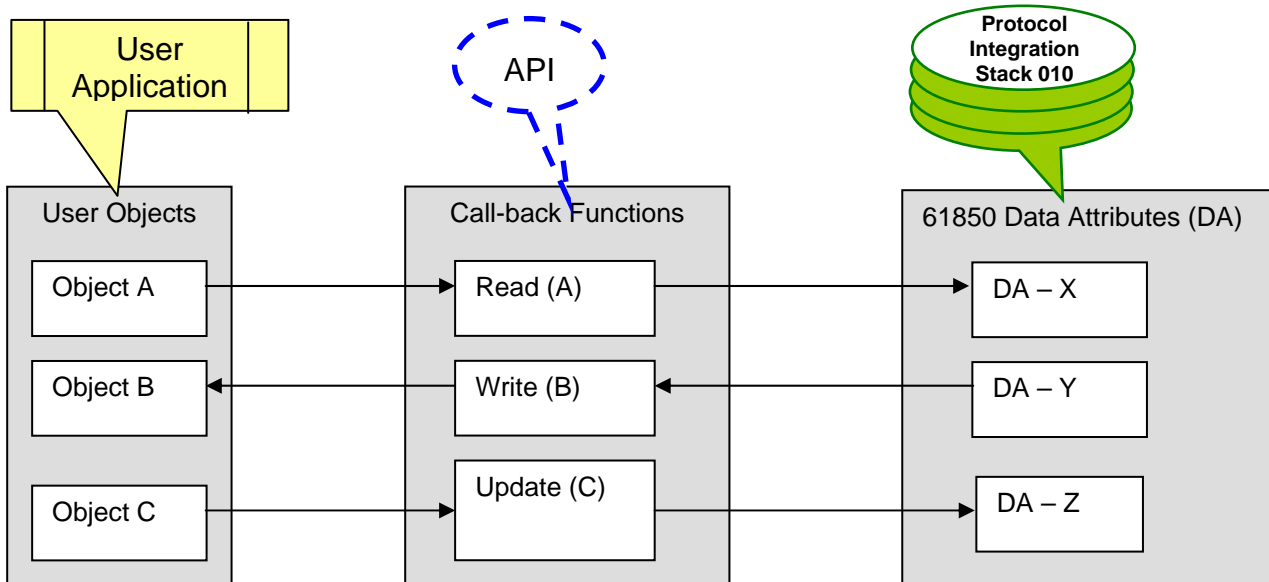 User
Application
API
Protocol
Integration
Stack 010
User Objects
Call-back Functions
61850 Data Attributes (DA)
Object A
Read (A)
DA – X
Object B
Write (B)
DA – Y
Object C
Update (C)
DA – Z